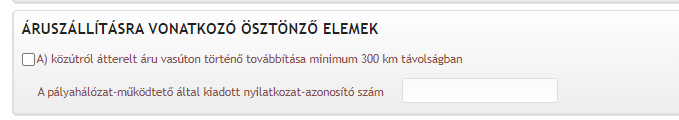 ÁRUSZÁLLÍTÁSRA VONATKOZÓ ÖSZTÖNZŐ ELEMEK
A) közútról átterelt áru vasúton történő továbbítása minimum 300 km távolságban
A pályahálózat-működtető által kiadott nyilatkozat-azonosító szám